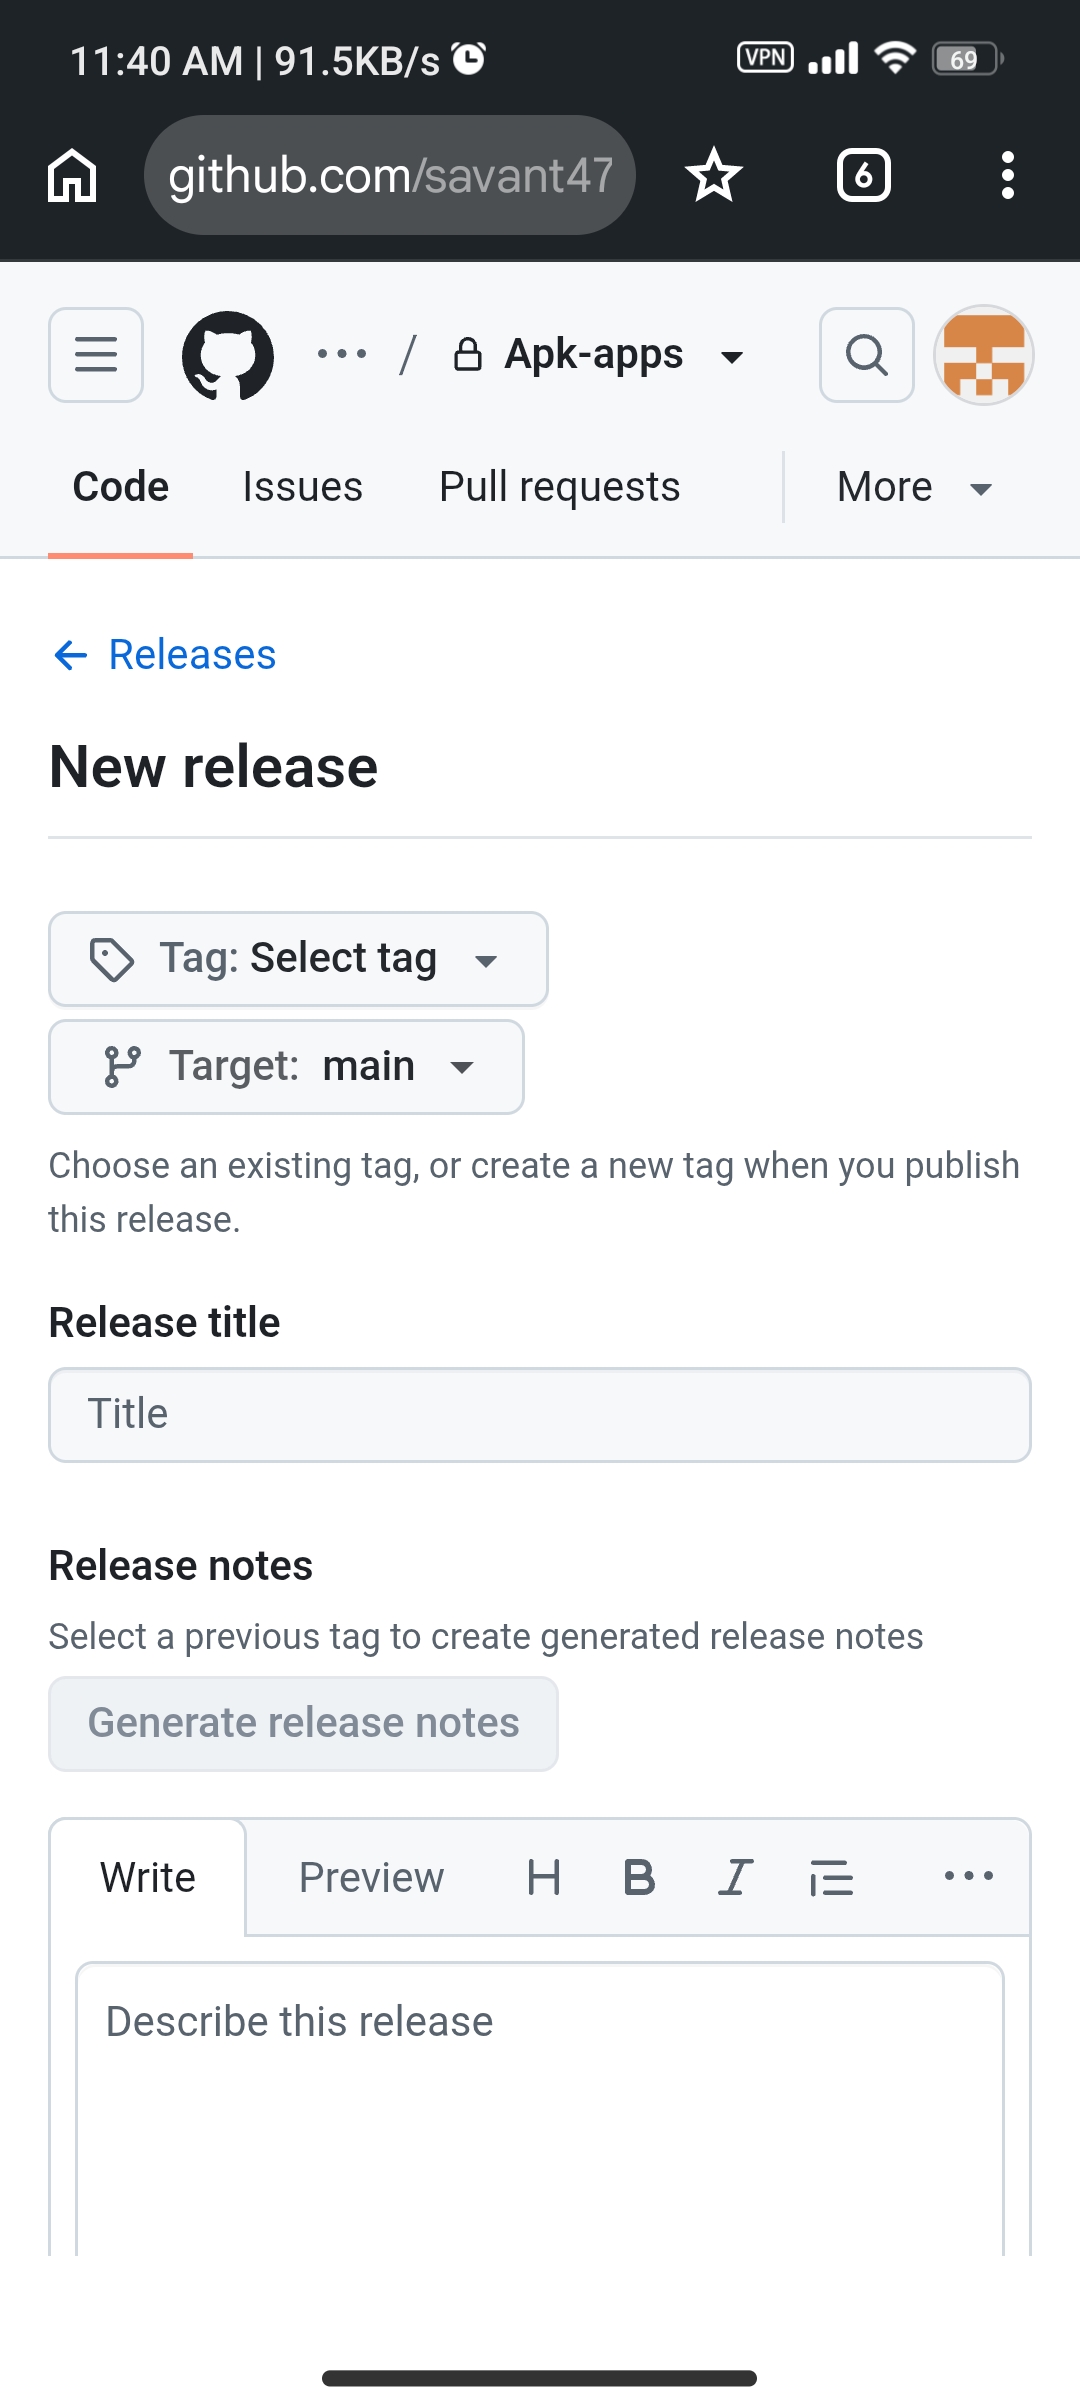 11:40 AM | 91.5KB/s VPN 69
github.com/savant47 6
... / Apk-apps
Code Issues Pull requests More
← Releases
New release
Tag: Select tag
Target: main
Choose an existing tag, or create a new tag when you publish
this release.
Release title
Title
Release notes
Select a previous tag to create generated release notes
Generate release notes
Write Preview H B I ...
Describe this release